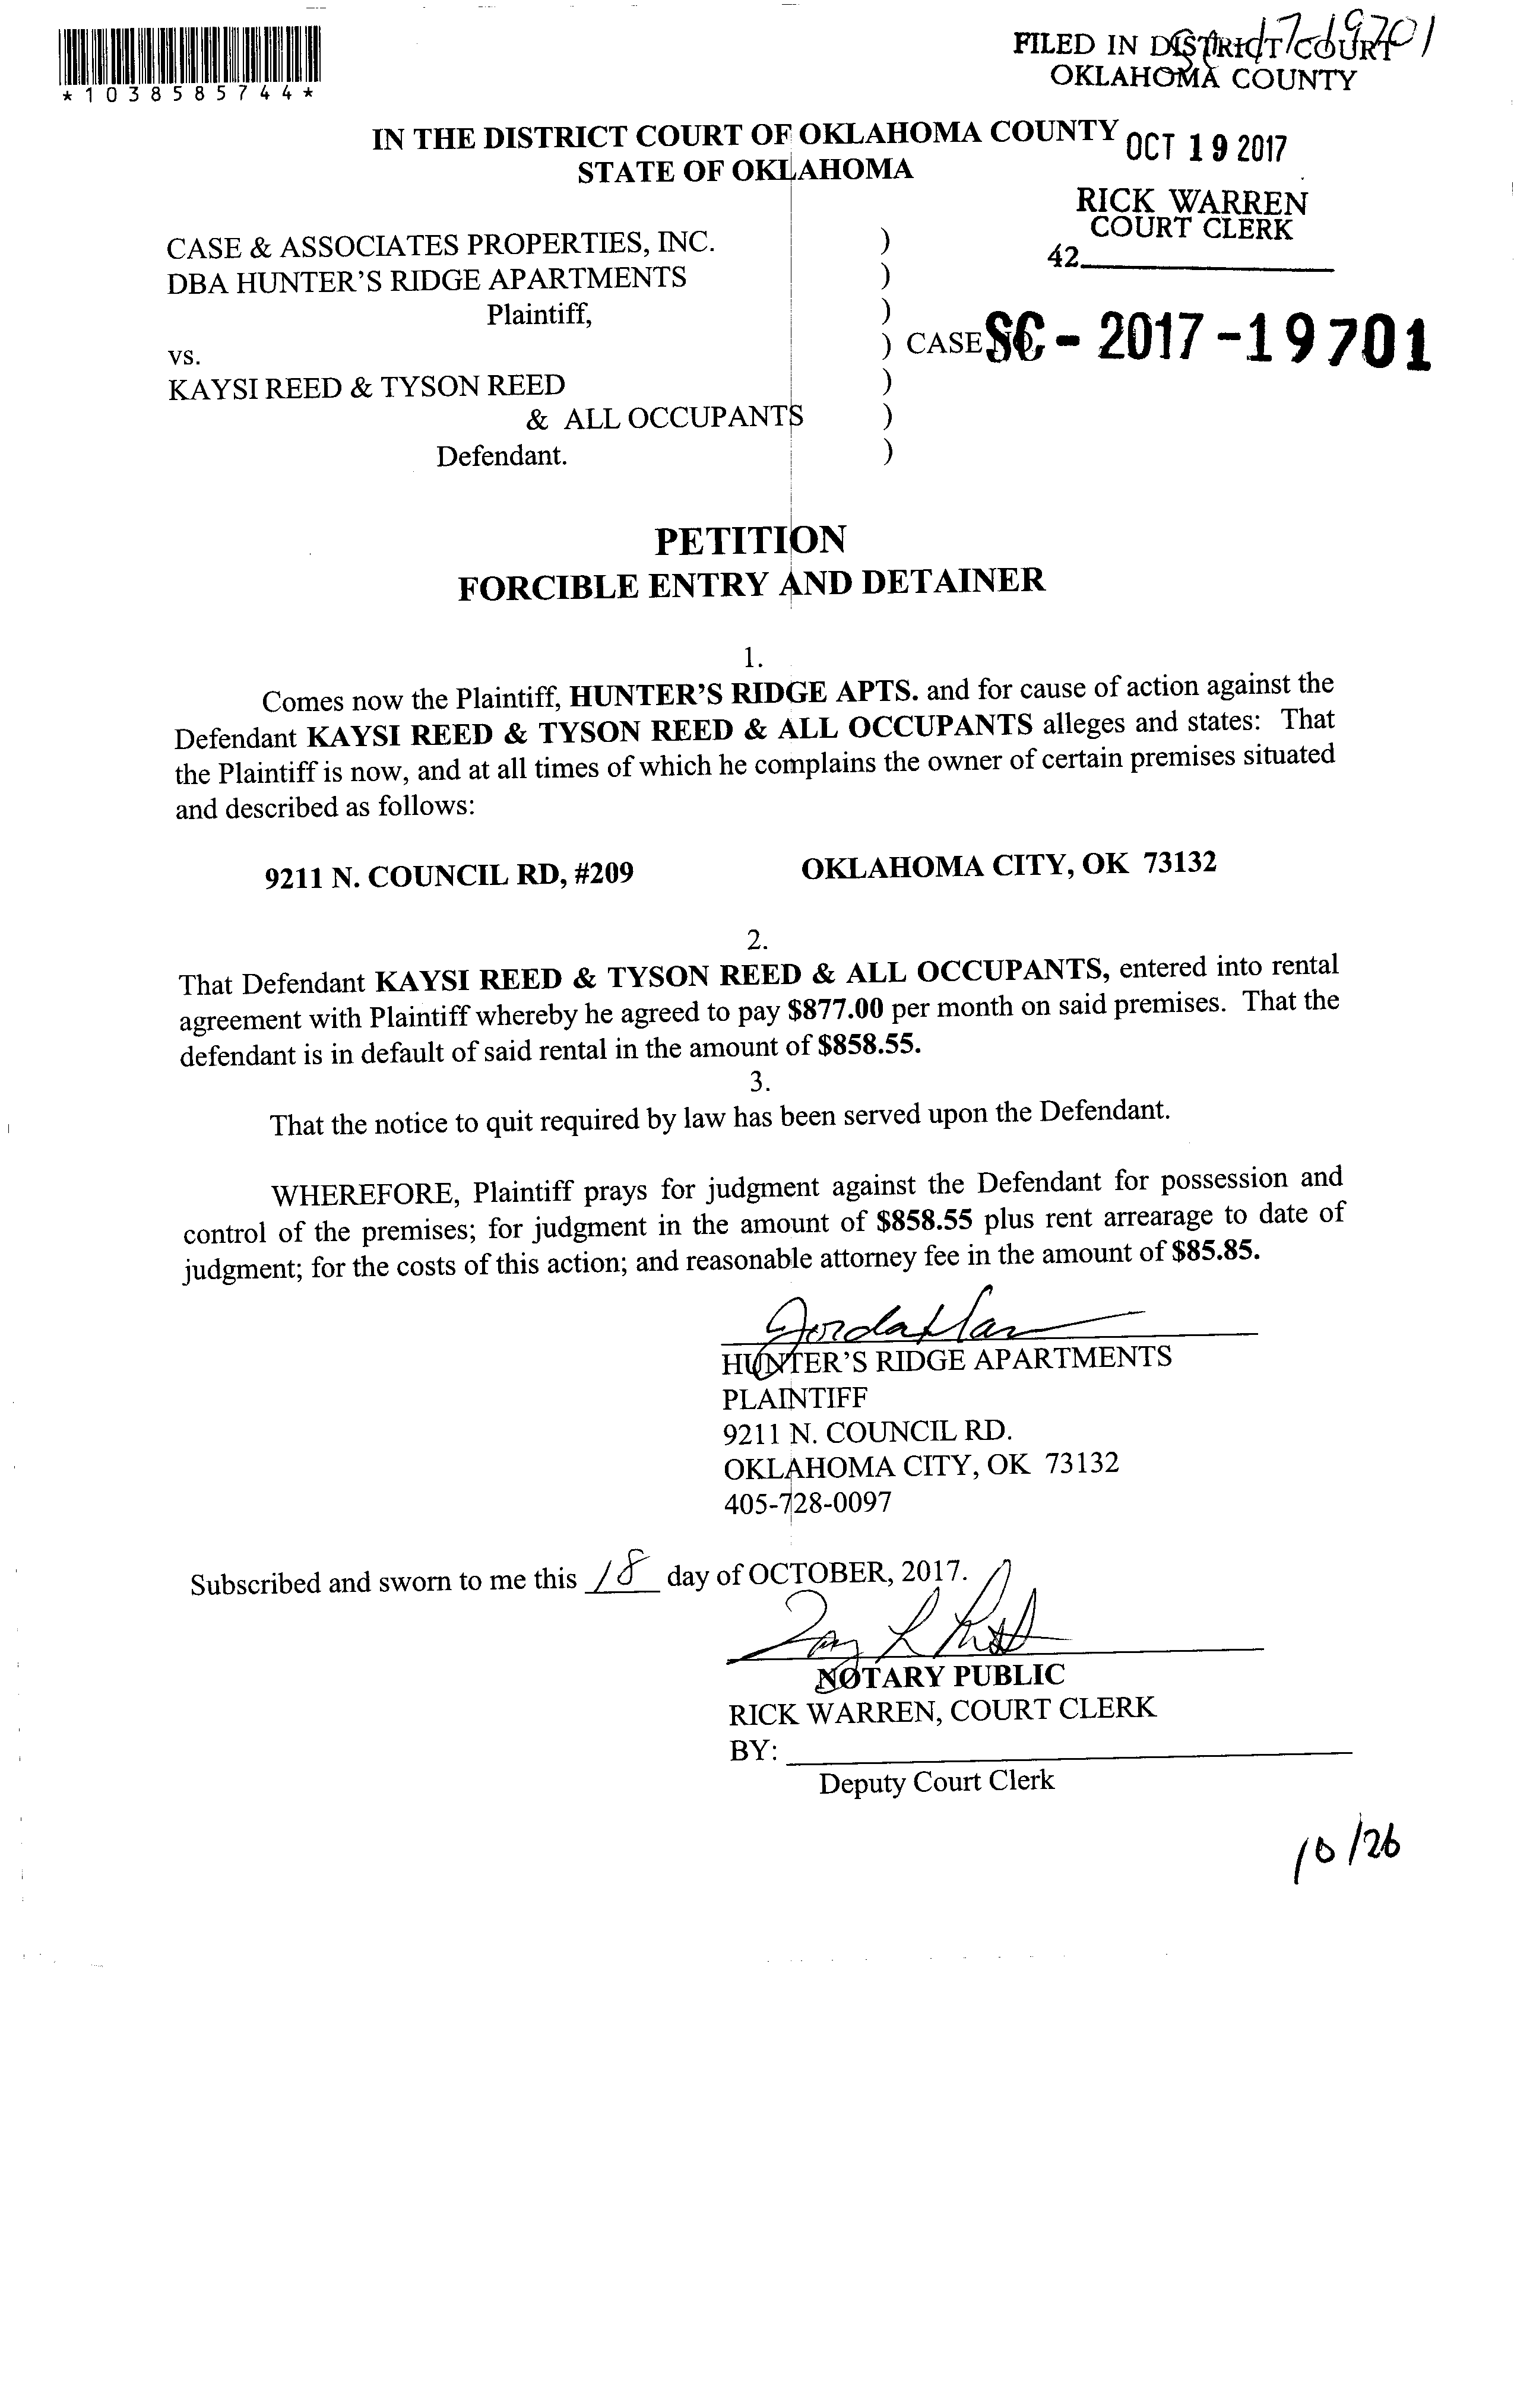 *1038585744*
SC-17-19701
FILED IN DISTRICT COURT
OKLAHOMA COUNTY
IN THE DISTRICT COURT OF OKLAHOMA COUNTY
STATE OF OKLAHOMA
OCT 19 2017
RICK WARREN
COURT CLERK
42
CASE & ASSOCIATES PROPERTIES, INC. )
DBA HUNTER'S RIDGE APARTMENTS )
Plaintiff, )
vs. ) CASE NO. SC-2017-19701
KAYSI REED & TYSON REED )
& ALL OCCUPANTS )
Defendant. )
PETITION
FORCIBLE ENTRY AND DETAINER
1.
Comes now the Plaintiff, HUNTER'S RIDGE APTS. and for cause of action against the
Defendant KAYSI REED & TYSON REED & ALL OCCUPANTS alleges and states: That
the Plaintiff is now, and at all times of which he complains the owner of certain premises situated
and described as follows:
9211 N. COUNCIL RD, #209 OKLAHOMA CITY, OK 73132
2.
That Defendant KAYSI REED & TYSON REED & ALL OCCUPANTS, entered into rental
agreement with Plaintiff whereby he agreed to pay $877.00 per month on said premises. That the
defendant is in default of said rental in the amount of $858.55.
3.
That the notice to quit required by law has been served upon the Defendant.
WHEREFORE, Plaintiff prays for judgment against the Defendant for possession and
control of the premises; for judgment in the amount of $858.55 plus rent arrearage to date of
judgment; for the costs of this action; and reasonable attorney fee in the amount of $85.85.
HUNTER'S RIDGE APARTMENTS
PLAINTIFF
9211 N. COUNCIL RD.
OKLAHOMA CITY, OK 73132
405-728-0097
Subscribed and sworn to me this 18 day of OCTOBER, 2017.
NOTARY PUBLIC
RICK WARREN, COURT CLERK
BY:
Deputy Court Clerk
10/26